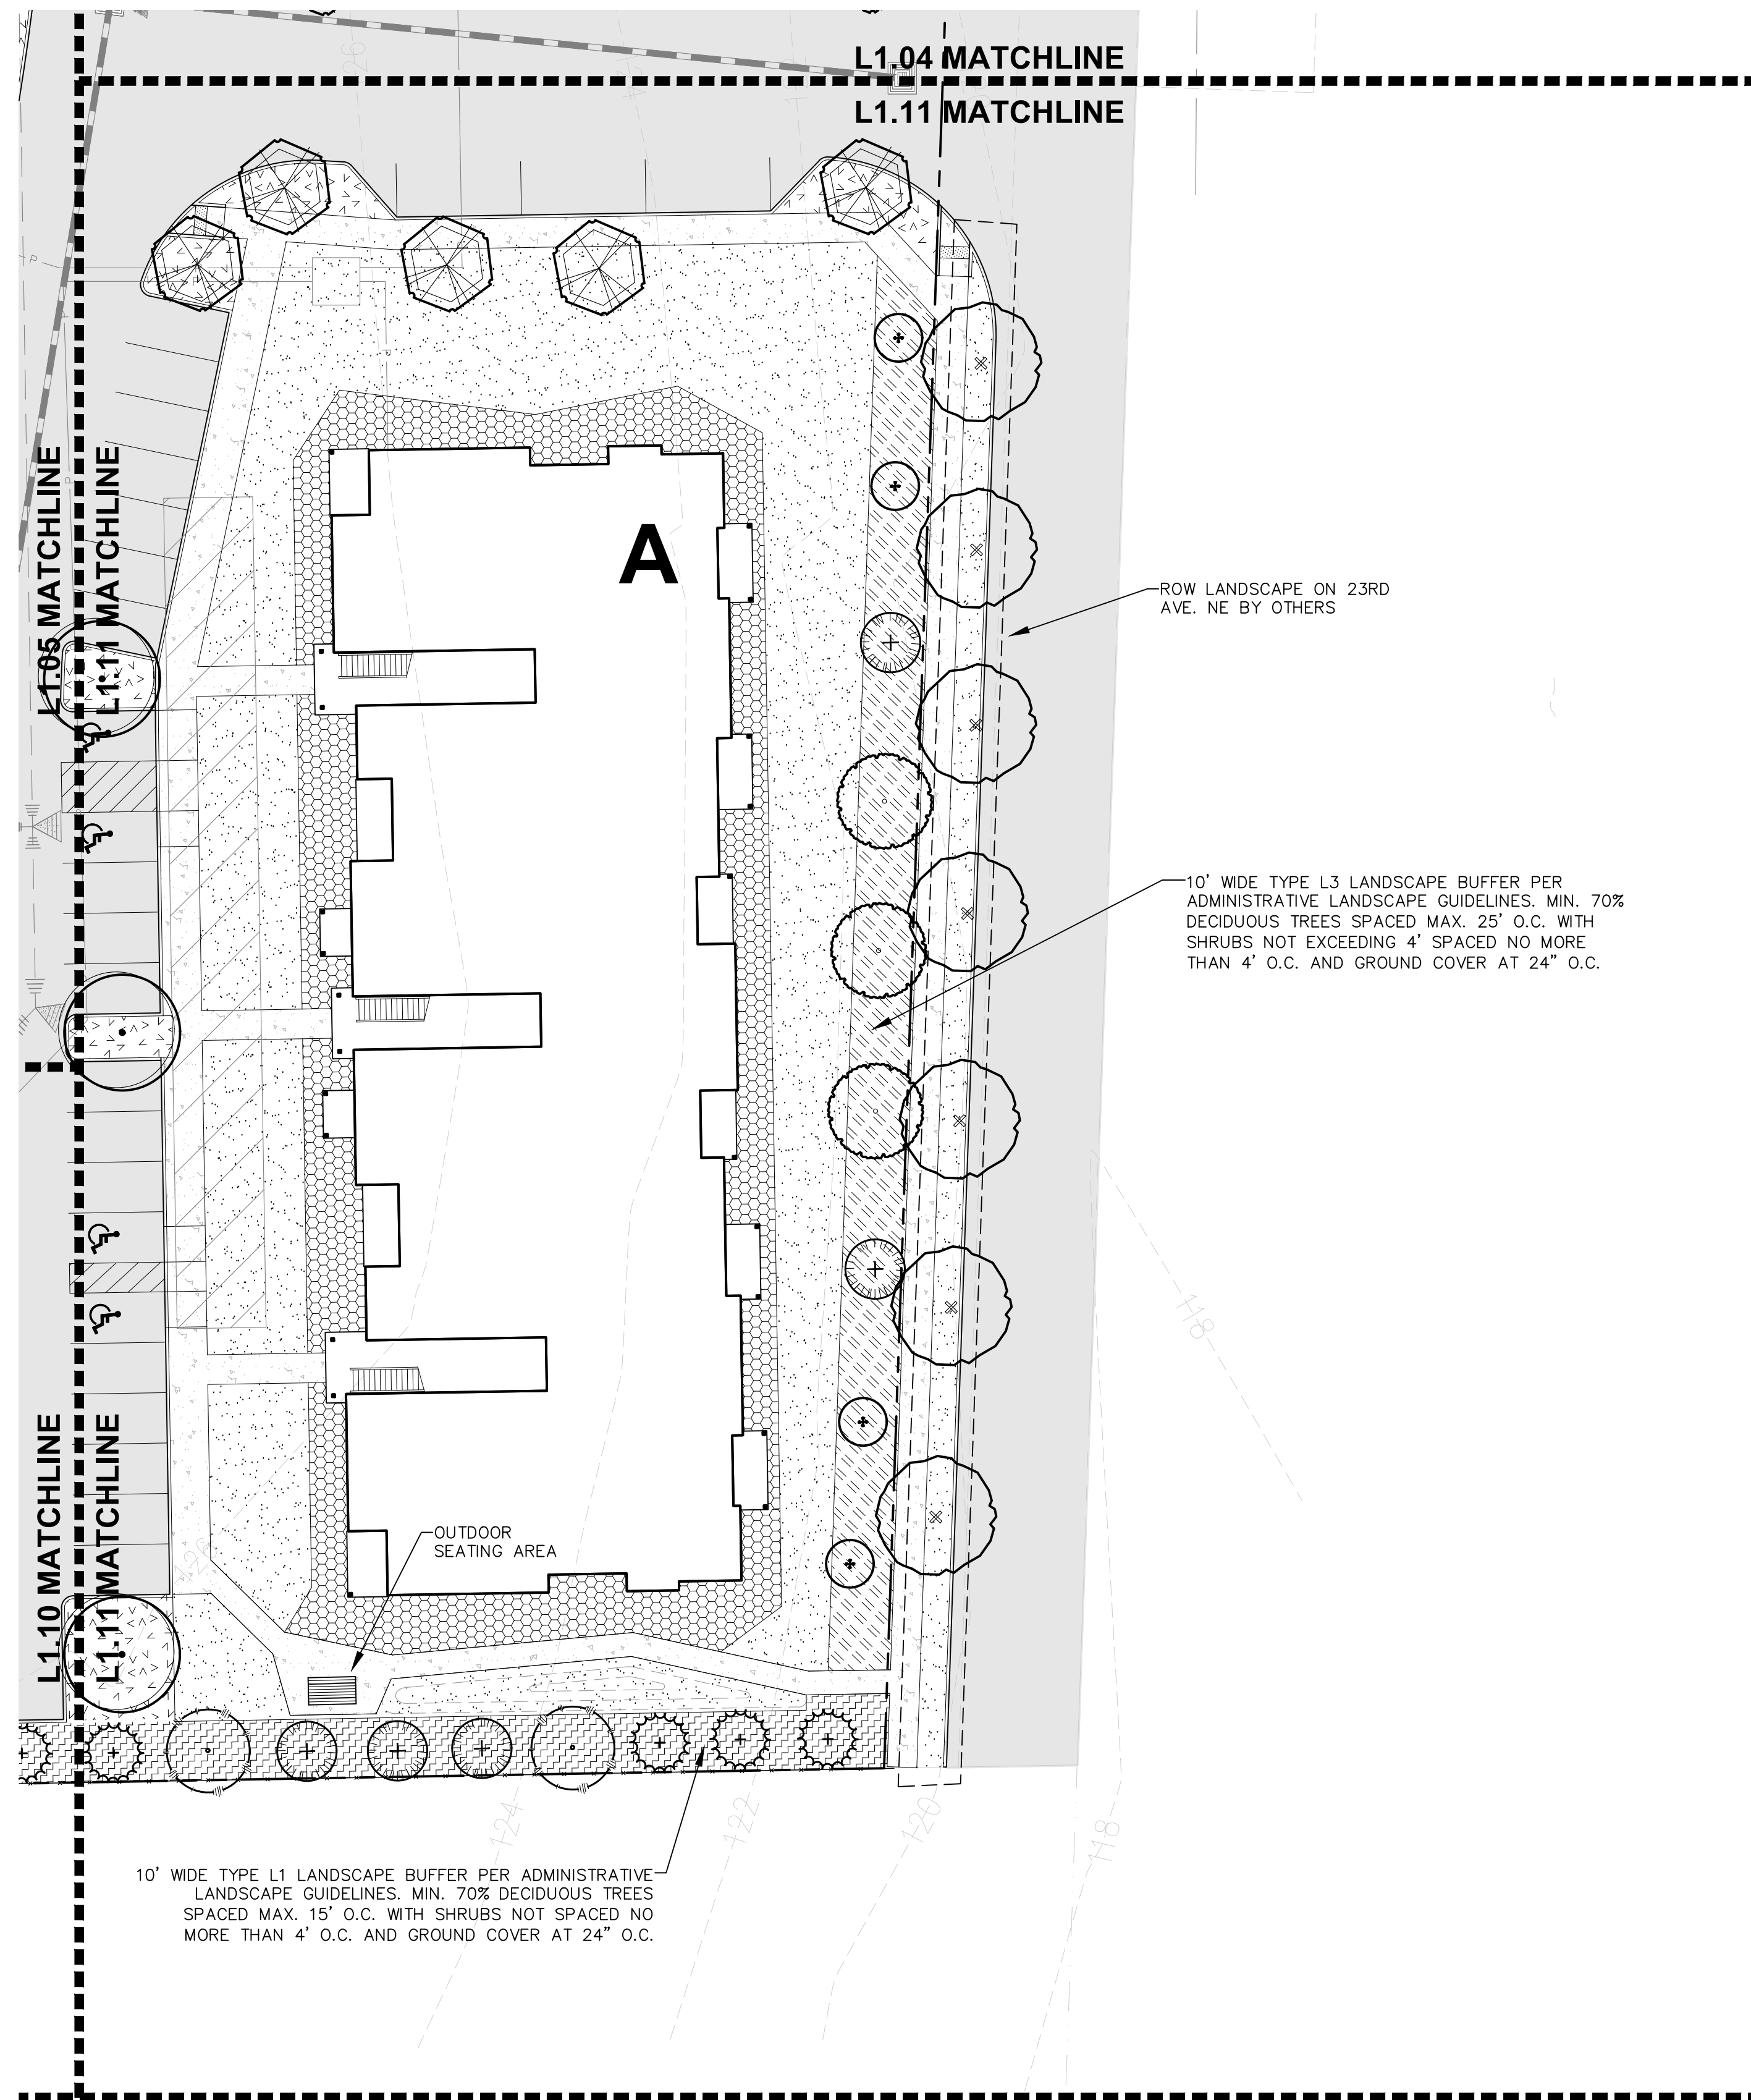 L1.04 MATCHLINE
L1.11 MATCHLINE
L1.05 MATCHLINE
L1.11 MATCHLINE
A
ROW LANDSCAPE ON 23RD
AVE. NE BY OTHERS
10' WIDE TYPE L3 LANDSCAPE BUFFER PER
ADMINISTRATIVE LANDSCAPE GUIDELINES. MIN. 70%
DECIDUOUS TREES SPACED MAX. 25' O.C. WITH
SHRUBS NOT EXCEEDING 4' SPACED NO MORE
THAN 4' O.C. AND GROUND COVER AT 24" O.C.
118
L1.10 MATCHLINE
L1.11 MATCHLINE
126
OUTDOOR
SEATING AREA
124
122
120
118
10' WIDE TYPE L1 LANDSCAPE BUFFER PER ADMINISTRATIVE
LANDSCAPE GUIDELINES. MIN. 70% DECIDUOUS TREES
SPACED MAX. 15' O.C. WITH SHRUBS NOT SPACED NO
MORE THAN 4' O.C. AND GROUND COVER AT 24" O.C.